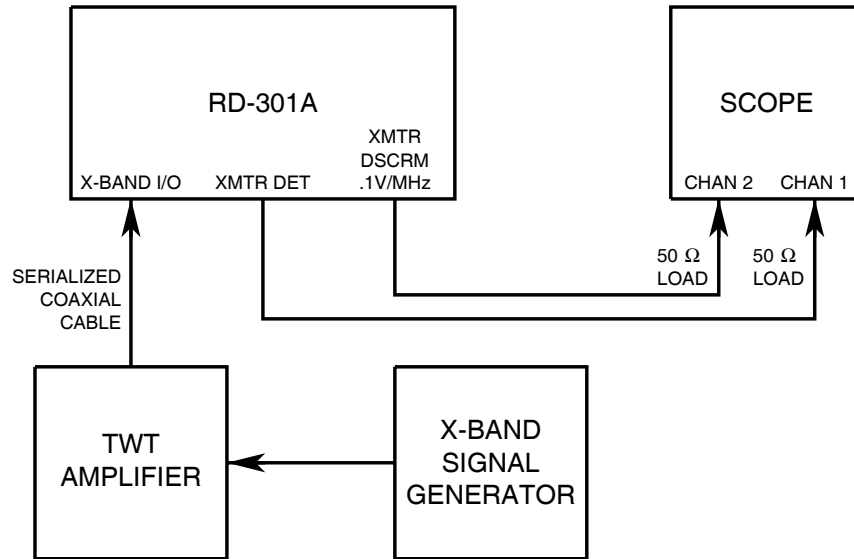 RD-301A
X-BAND I/O
XMTR DET
XMTR
DSCRM
.1V/MHz
SCOPE
CHAN 2
CHAN 1
SERIALIZED
COAXIAL
CABLE
50 Ω
LOAD
50 Ω
LOAD
TWT
AMPLIFIER
X-BAND
SIGNAL
GENERATOR